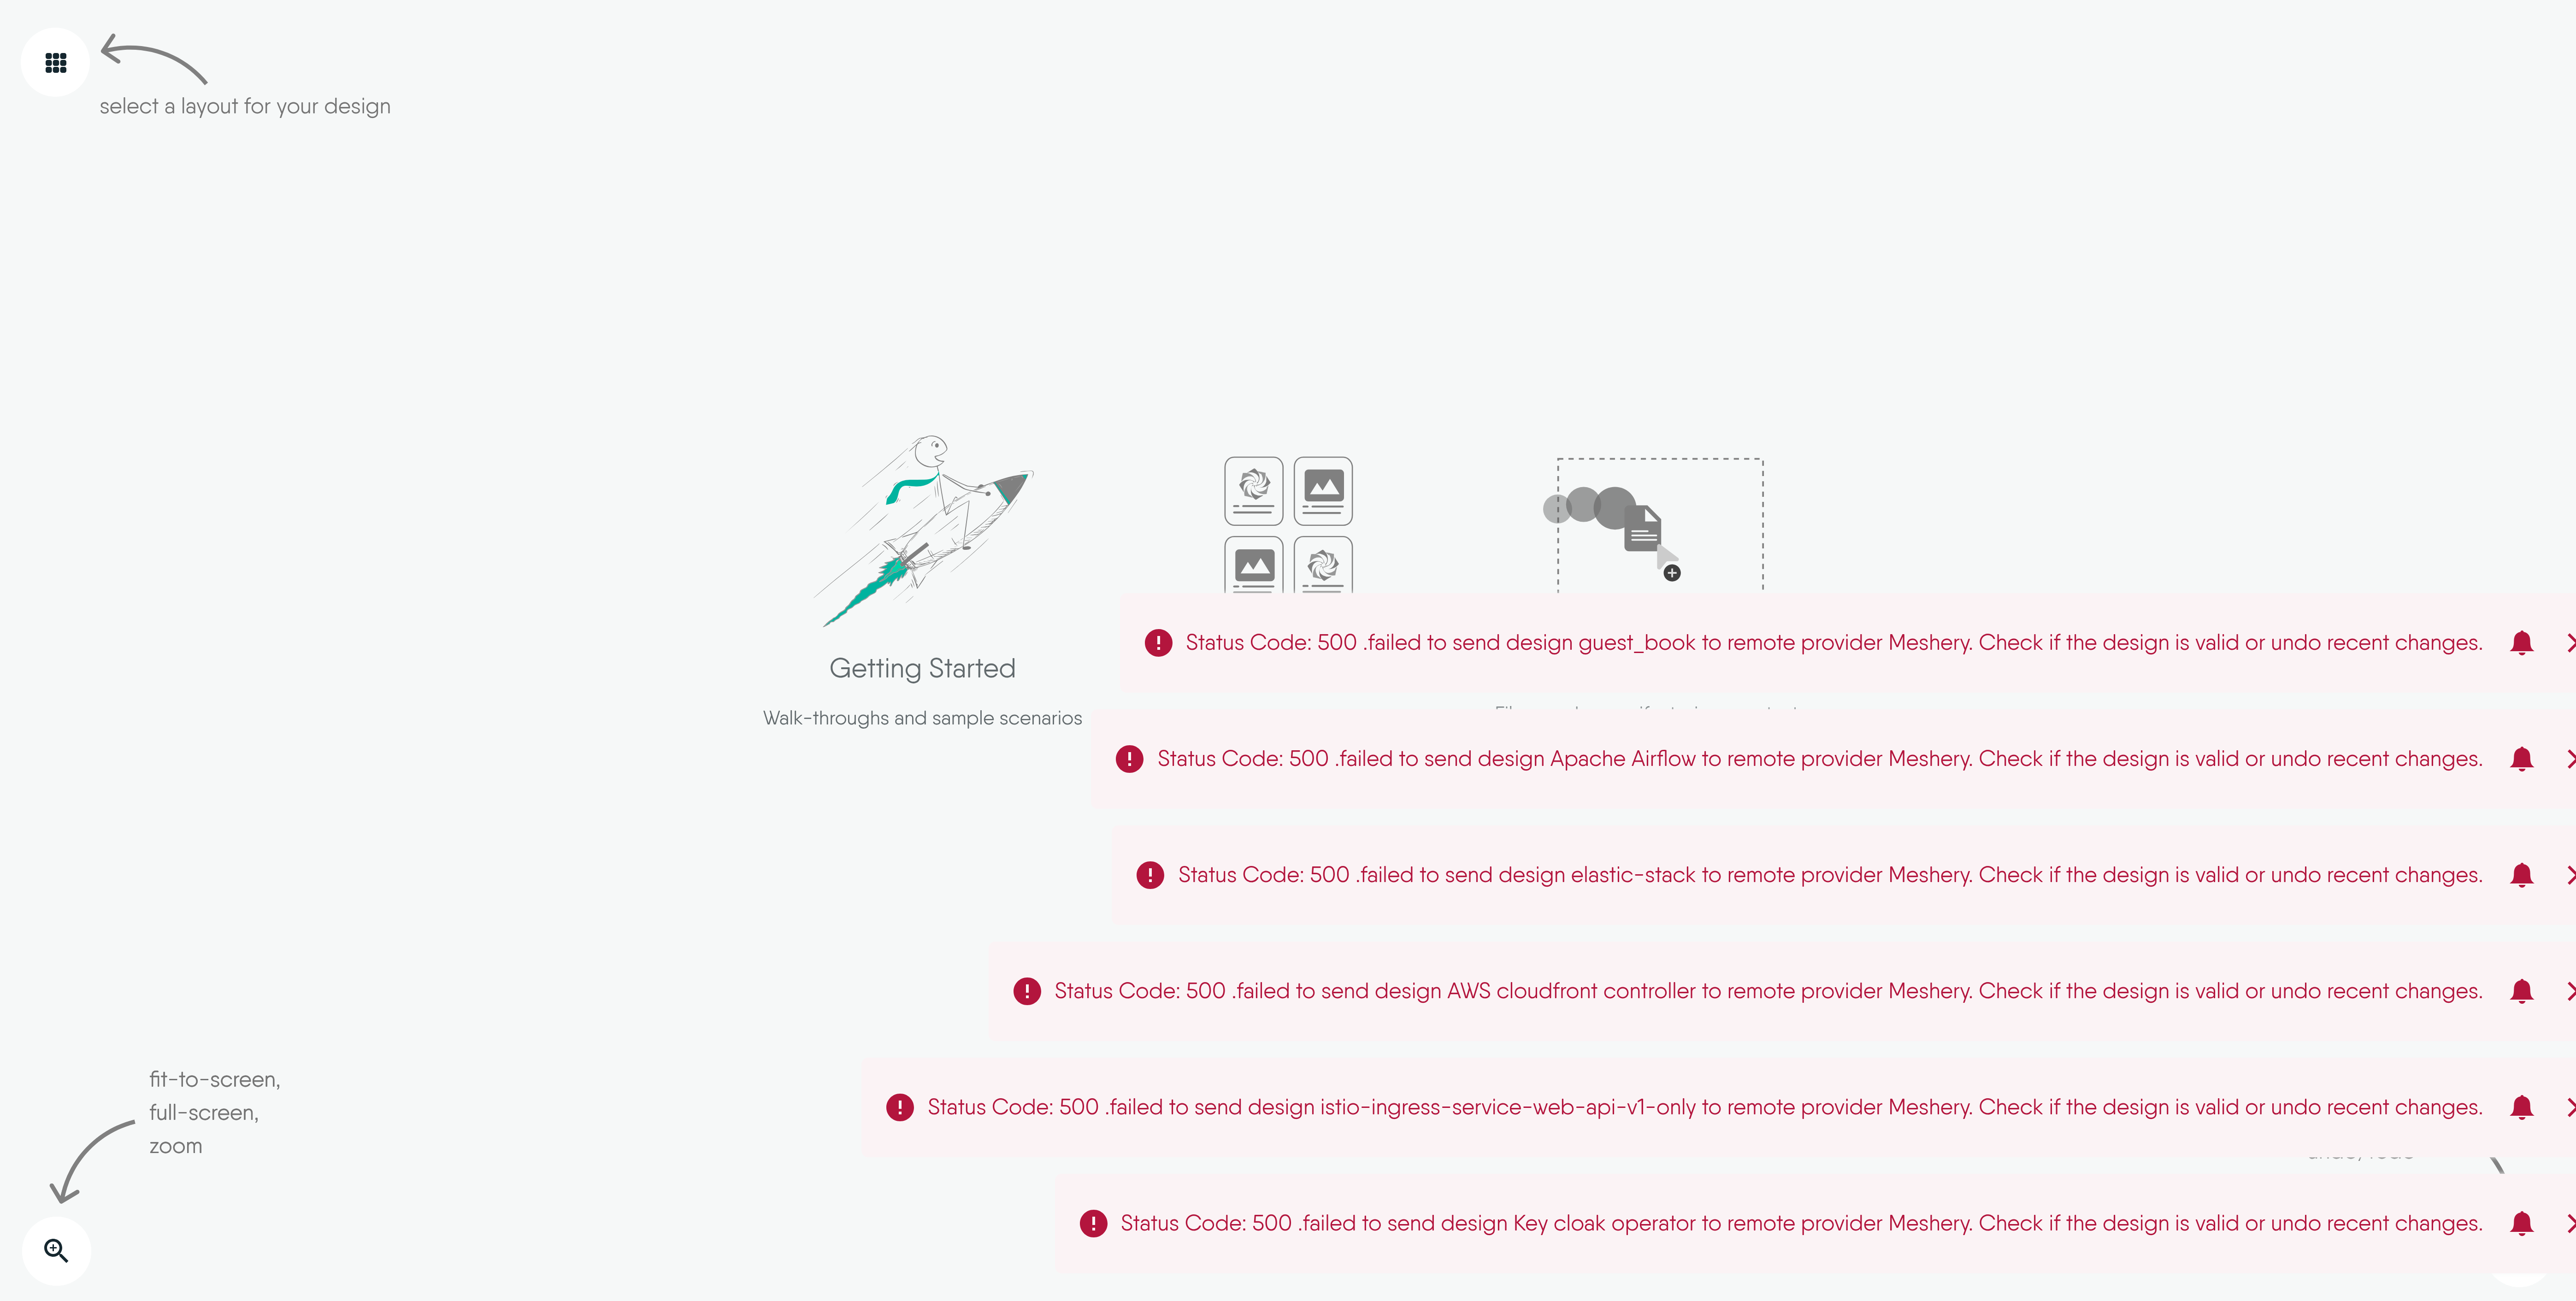 select a layout for your design
Getting Started
Walk-throughs and sample scenarios
Status Code: 500 .failed to send design guest_book to remote provider Meshery. Check if the design is valid or undo recent changes.
Status Code: 500 .failed to send design Apache Airflow to remote provider Meshery. Check if the design is valid or undo recent changes.
Status Code: 500 .failed to send design elastic-stack to remote provider Meshery. Check if the design is valid or undo recent changes.
Status Code: 500 .failed to send design AWS cloudfront controller to remote provider Meshery. Check if the design is valid or undo recent changes.
Status Code: 500 .failed to send design istio-ingress-service-web-api-v1-only to remote provider Meshery. Check if the design is valid or undo recent changes.
Status Code: 500 .failed to send design Key cloak operator to remote provider Meshery. Check if the design is valid or undo recent changes.
fit-to-screen,
full-screen,
zoom